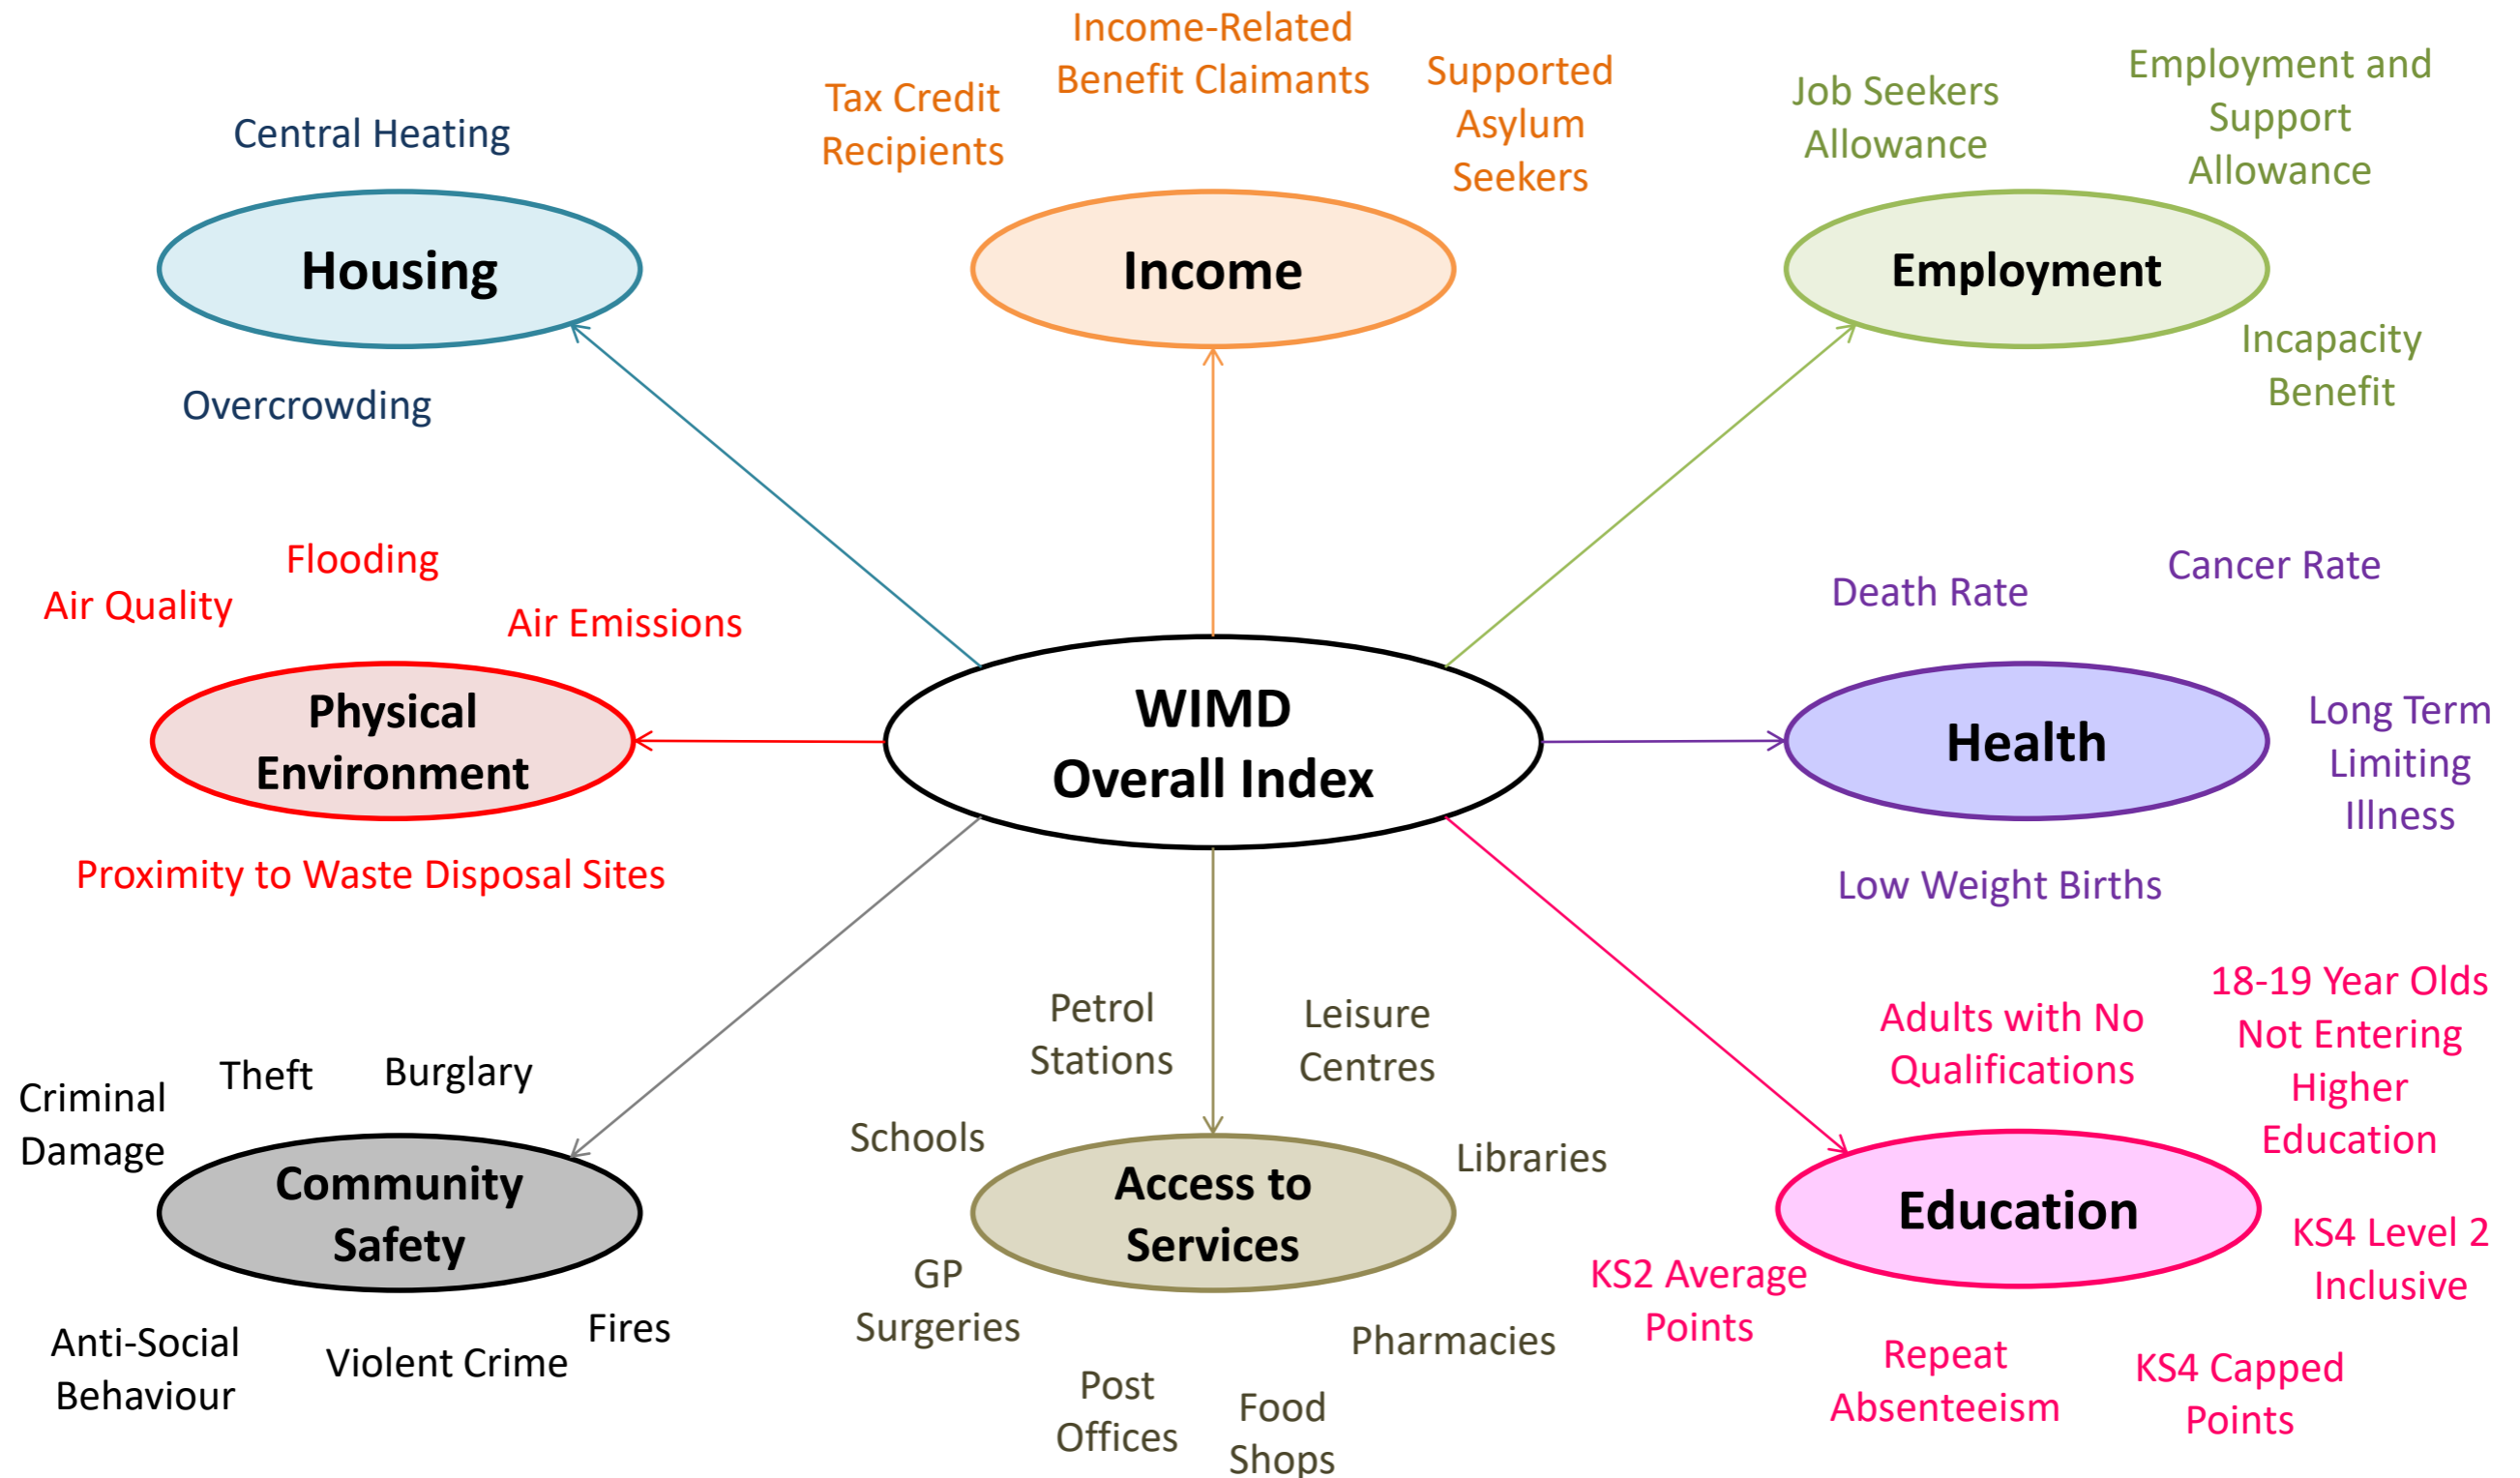 Central Heating
Housing
Overcrowding
Tax Credit
Recipients
Income-Related
Benefit Claimants
Supported
Asylum
Seekers
Income
Job Seekers
Allowance
Employment and
Support
Allowance
Employment
Incapacity
Benefit
Flooding
Air Quality
Air Emissions
Physical
Environment
Proximity to Waste Disposal Sites
WIMD
Overall Index
Death Rate
Cancer Rate
Health
Long Term
Limiting
Illness
Low Weight Births
Criminal
Damage
Theft
Burglary
Community
Safety
Anti-Social
Behaviour
Violent Crime
Fires
Petrol
Stations
Leisure
Centres
Schools
Libraries
Access to
Services
GP
Surgeries
Pharmacies
Post
Offices
Food
Shops
Adults with No
Qualifications
18-19 Year Olds
Not Entering
Higher
Education
Education
KS2 Average
Points
KS4 Level 2
Inclusive
Repeat
Absenteeism
KS4 Capped
Points